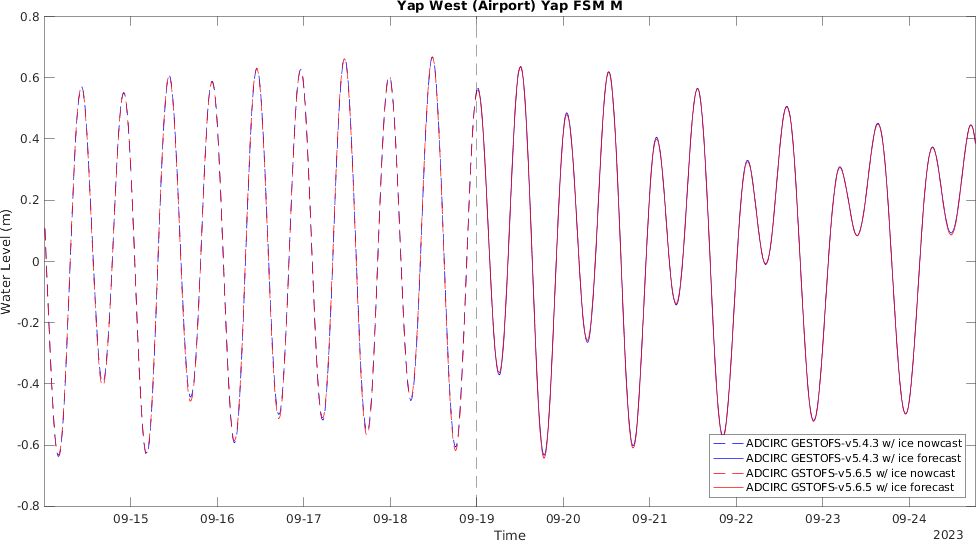 Yap West (Airport) Yap FSM M
Water Level (m)
0.8
0.6
0.4
0.2
0
-0.2
-0.4
-0.6
-0.8
ADCIRC GESTOFS-v5.4.3 w/ ice nowcast
ADCIRC GESTOFS-v5.4.3 w/ ice forecast
ADCIRC GSTOFS-v5.6.5 w/ ice nowcast
ADCIRC GSTOFS-v5.6.5 w/ ice forecast
09-15 09-16 09-17 09-18 09-19 09-20 09-21 09-22 09-23 09-24
Time
2023